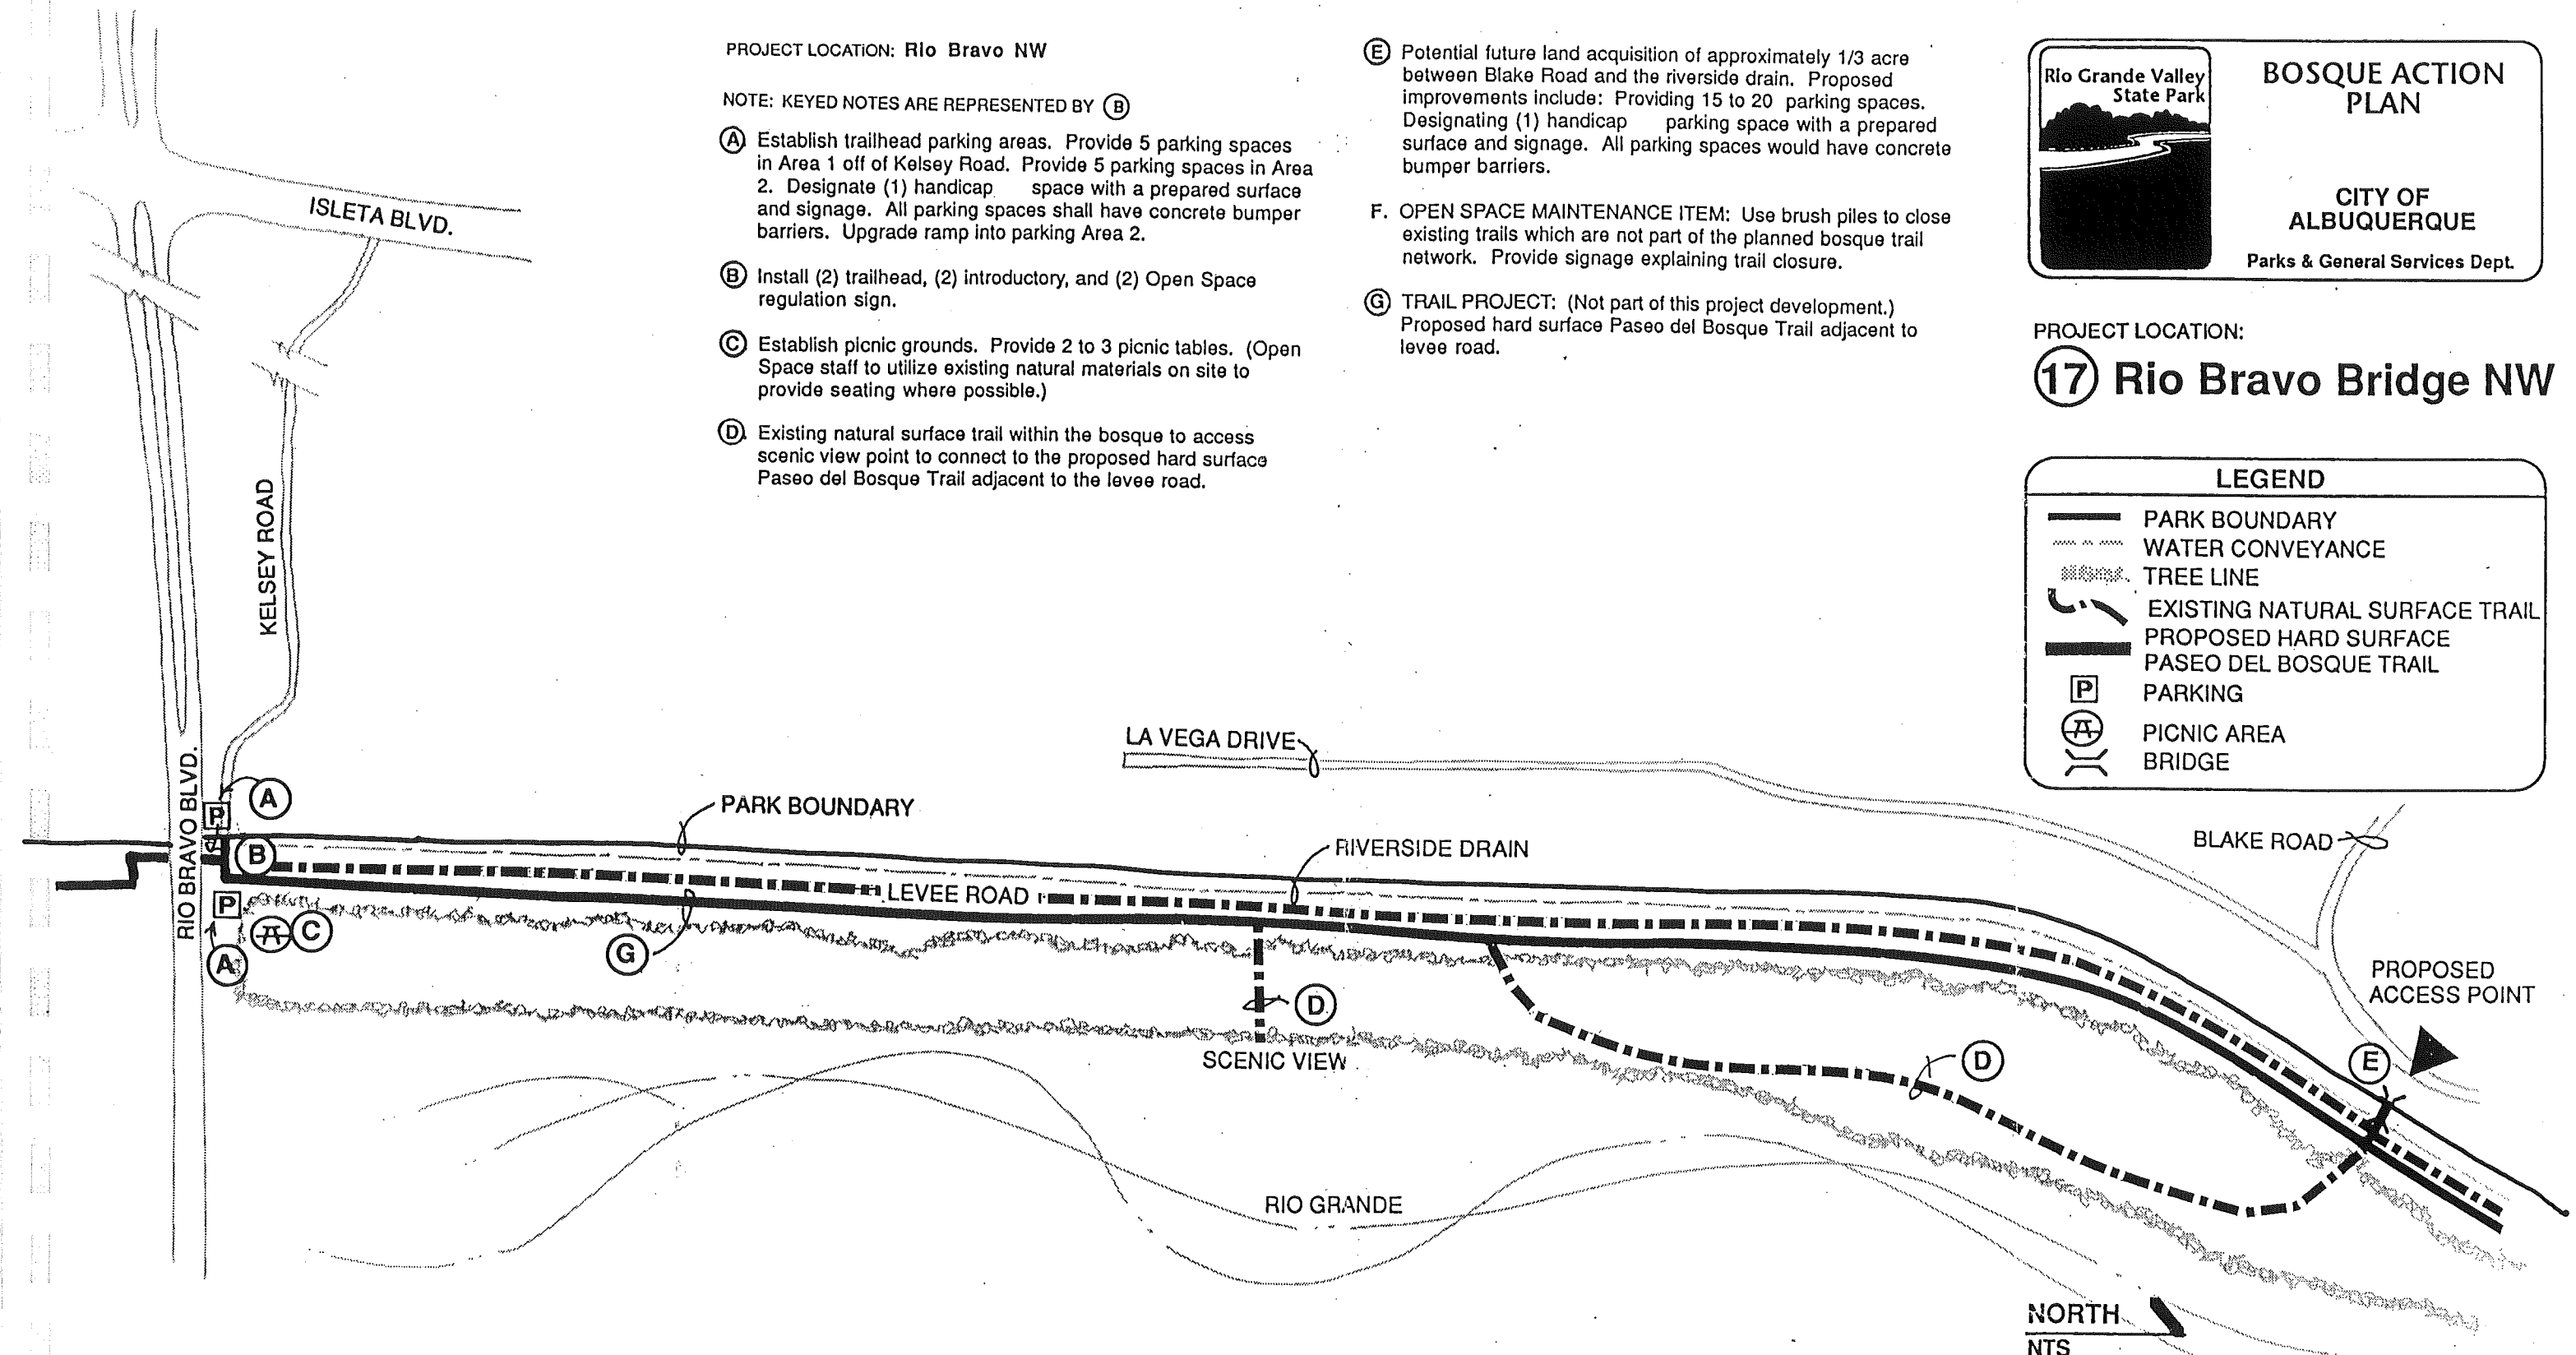 PROJECT LOCATION: Rio Bravo NW
NOTE: KEYED NOTES ARE REPRESENTED BY B
A Establish trailhead parking areas. Provide 5 parking spaces
in Area 1 off of Kelsey Road. Provide 5 parking spaces in Area
2. Designate (1) handicap space with a prepared surface
and signage. All parking spaces shall have concrete bumper
barriers. Upgrade ramp into parking Area 2.
B Install (2) trailhead, (2) introductory, and (2) Open Space
regulation sign.
C Establish picnic grounds. Provide 2 to 3 picnic tables. (Open
Space staff to utilize existing natural materials on site to
provide seating where possible.)
D. Existing natural surface trail within the bosque to access
scenic view point to connect to the proposed hard surface
Paseo del Bosque Trail adjacent to the levee road.
E Potential future land acquisition of approximately 1/3 acre
between Blake Road and the riverside drain. Proposed
improvements include: Providing 15 to 20 parking spaces.
Designating (1) handicap parking space with a prepared
surface and signage. All parking spaces would have concrete
bumper barriers.
F. OPEN SPACE MAINTENANCE ITEM: Use brush piles to close
existing trails which are not part of the planned bosque trail
network. Provide signage explaining trail closure.
G TRAIL PROJECT: (Not part of this project development.)
Proposed hard surface Paseo del Bosque Trail adjacent to
levee road.
Rio Grande Valley
State Park
BOSQUE ACTION
PLAN
CITY OF
ALBUQUERQUE
Parks & General Services Dept.
PROJECT LOCATION:
17 Rio Bravo Bridge NW
LEGEND
PARK BOUNDARY
WATER CONVEYANCE
TREE LINE
EXISTING NATURAL SURFACE TRAIL
PROPOSED HARD SURFACE
PASEO DEL BOSQUE TRAIL
P PARKING
PICNIC AREA
BRIDGE
ISLETA BLVD.
KELSEY ROAD
RIO BRAVO BLVD.
LA VEGA DRIVE
PARK BOUNDARY
RIVERSIDE DRAIN
BLAKE ROAD
P
A
B
LEVEE ROAD
P
C
A
G
D
SCENIC VIEW
D
PROPOSED
ACCESS POINT
E
RIO GRANDE
NORTH
NTS